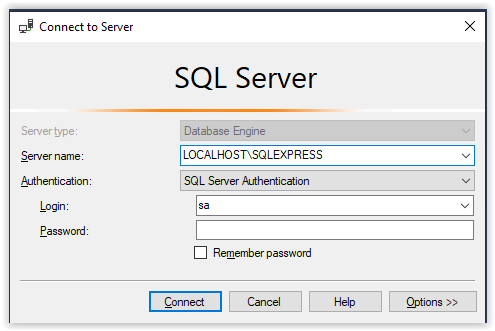 Connect to Server
SQL Server
Server type: Database Engine
Server name: LOCALHOST\SQLEXPRESS
Authentication: SQL Server Authentication
Login: sa
Password:
Remember password
Connect Cancel Help Options >>